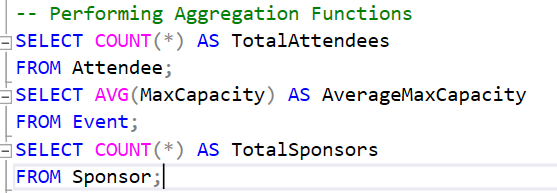 -- Performing Aggregation Functions
SELECT COUNT(*) AS TotalAttendees
FROM Attendee;
SELECT AVG(MaxCapacity) AS AverageMaxCapacity
FROM Event;
SELECT COUNT(*) AS TotalSponsors
FROM Sponsor;